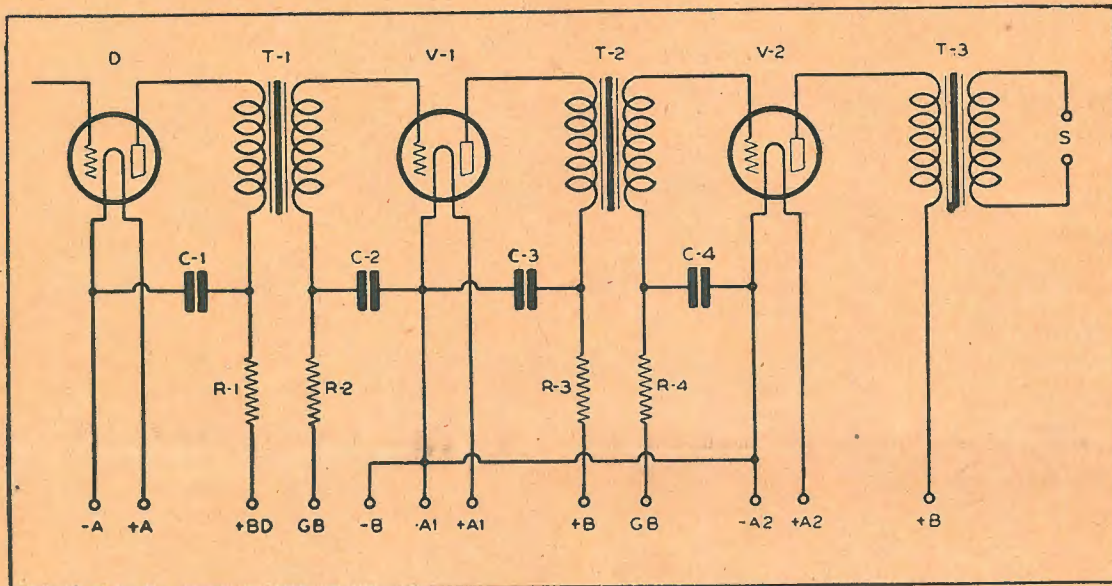 D T-1 V-1 T-2 V-2 T-3
S
C-1 C-2 C-3 C-4
R-1 R-2 R-3 R-4
-A +A +BD GB -B -A1 +A1 +B GB -A2 +A2 +B